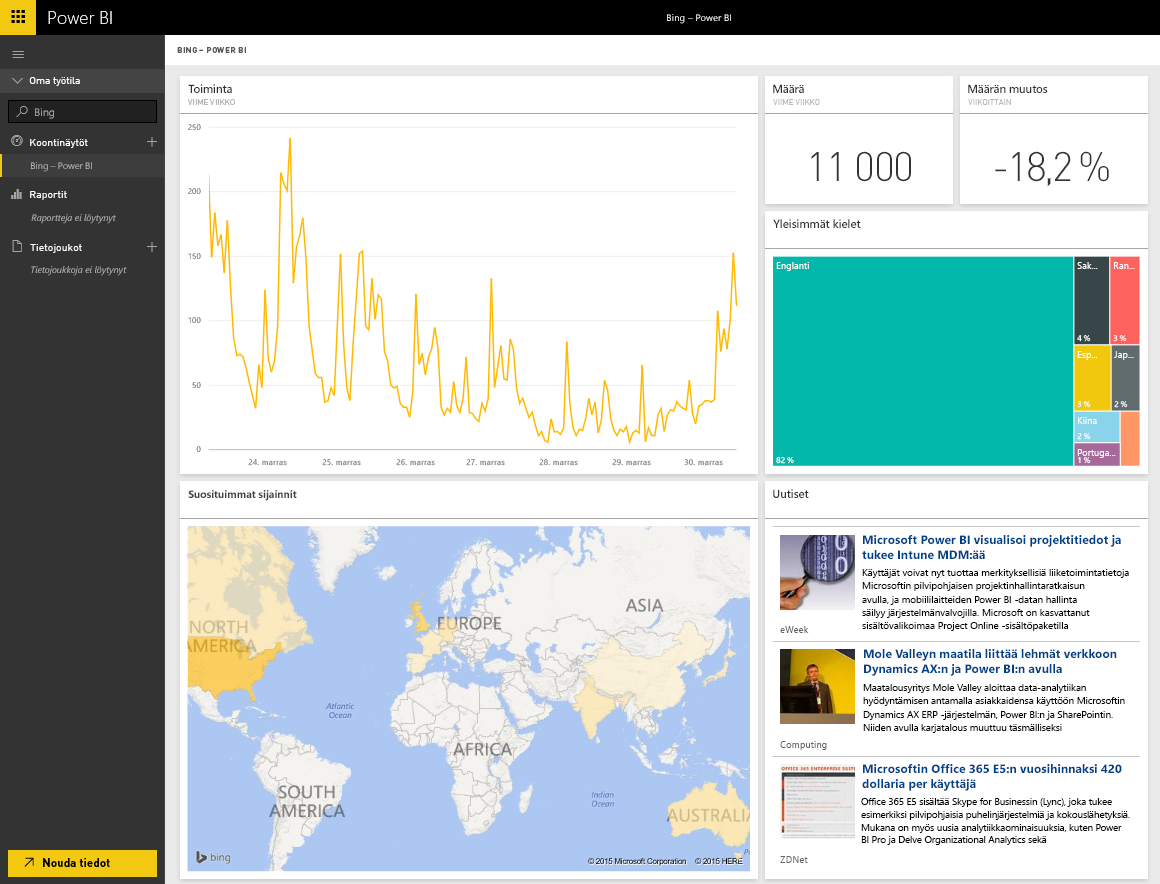 Power BI
Bing – Power BI
BING – POWER BI
Oma työtila
Bing
Koontinäytöt
Bing – Power BI
Raportit
Raportteja ei löytynyt
Tietojoukot
Tietojoukkoja ei löytynyt
Nouda tiedot
Toiminta
VIIME VIIKKO
250
200
150
100
50
0
24. marras
25. marras
26. marras
27. marras
28. marras
29. marras
30. marras
Määrä
VIIME VIIKKO
11 000
Määrän muutos
VIIKOITTAIN
-18,2 %
Yleisimmät kielet
Englanti
82 %
Sak...
4 %
Ran...
3 %
Esp...
3 %
Jap...
2 %
Kiina
2 %
Portuga...
1 %
Suosituimmat sijainnit
NORTH
AMERICA
EUROPE
ASIA
Atlantic
Ocean
AFRICA
SOUTH
AMERICA
Indian
Ocean
AUSTRALIA
bing
© 2015 Microsoft Corporation © 2015 HERE
Uutiset
Microsoft Power BI visualisoi projektitiedot ja
tukee Intune MDM:ää
Käyttäjät voivat nyt tuottaa merkityksellisiä liiketoimintatietoja
Microsoftin pilvipohjaisen projektinhallintaratkaisun
avulla, ja mobiililaitteiden Power BI -datan hallinta
säilyy järjestelmänvalvojilla. Microsoft on kasvattanut
sisältövalikoimaa Project Online -sisältöpaketilla
eWeek
Mole Valleyn maatila liittää lehmät verkkoon
Dynamics AX:n ja Power BI:n avulla
Maatalousyritys Mole Valley aloittaa data-analytiikan
hyödyntämisen antamalla asiakkaidensa käyttöön Microsoftin
Dynamics AX ERP -järjestelmän, Power BI:n ja SharePointin.
Niiden avulla karjatalous muuttuu täsmälliseksi
Computing
OFFICE 365 ENTERPRISE SUIT
Microsoftin Office 365 E5:n vuosihinnaksi 420
dollaria per käyttäjä
Office 365 E5 sisältää Skype for Businessin (Lync), joka tukee
esimerkiksi pilvipohjaisia puhelinjärjestelmiä ja kokouslähetyksiä.
Mukana on myös uusia analytiikkaominaisuuksia, kuten Power
BI Pro ja Delve Organizational Analytics sekä
ZDNet